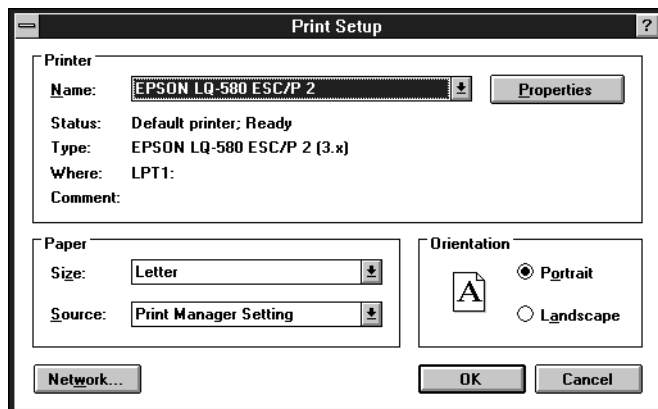 Print Setup ?
Printer
Name: EPSON LQ-580 ESC/P 2 Properties
Status: Default printer; Ready
Type: EPSON LQ-580 ESC/P 2 (3.x)
Where: LPT1:
Comment:
Paper
Size: Letter
Source: Print Manager Setting
Orientation
A
Portrait
Landscape
Network... OK Cancel